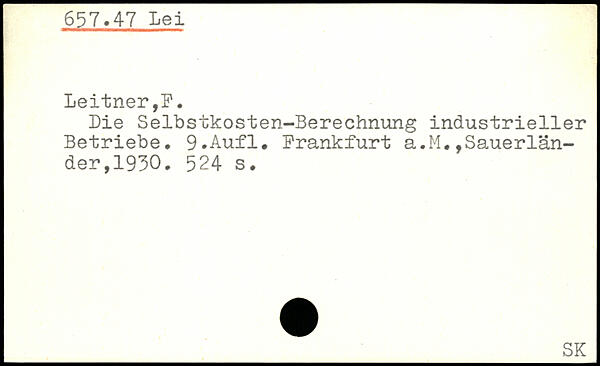 657.47 Lei
Leitner,F.
Die Selbstkosten-Berechnung industrieller
Betriebe. 9.Aufl. Frankfurt a.M.,Sauerlän-
der,1930. 524 s.
SK